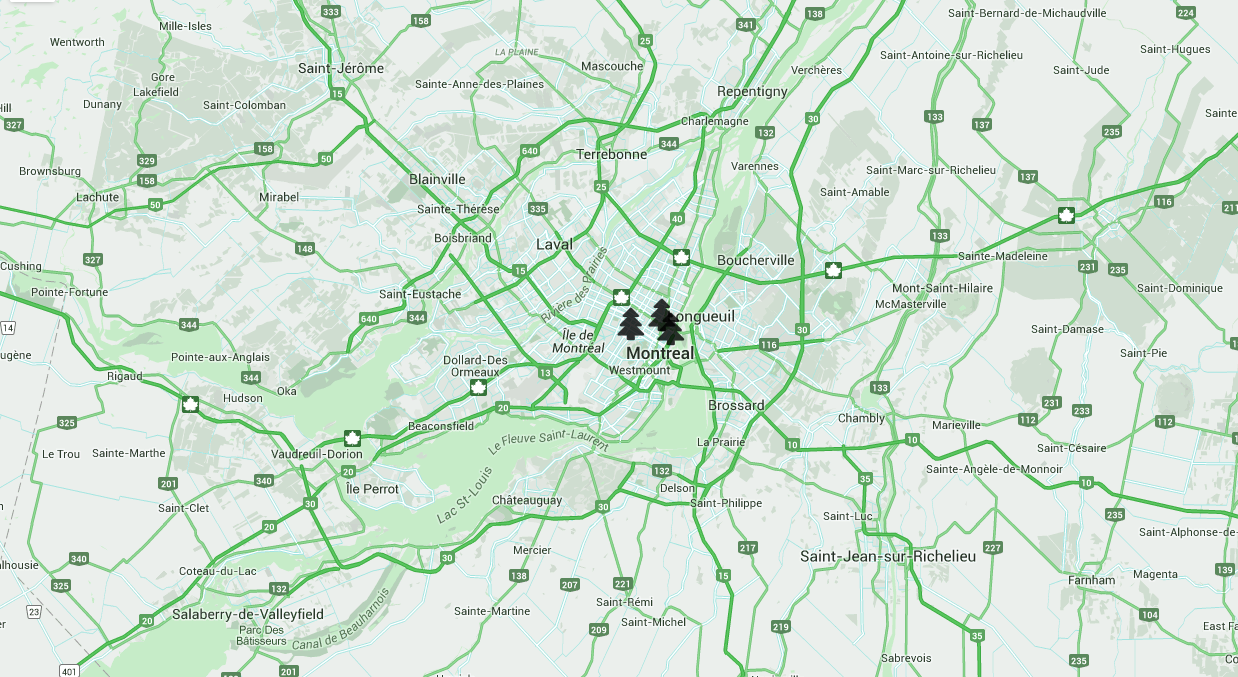 333
158
138
Saint-Bernard-de-Michaudville
224
Mille-Isles
341
Wentworth
LA PLAINE
25
Saint-Hugues
Saint-Antoine-sur-Richelieu
Saint-Jérôme
Mascouche
Verchères
Saint-Jude
Gore
Lakefield
Sainte-Anne-des-Plaines
15
Repentigny
Dunany
Saint-Colomban
Hill
327
Charlemagne
30
133
137
Sainte
132
235
344
158
640
Terrebonne
329
50
Varennes
Brownsburg
Saint-Marc-sur-Richelieu
137
158
Blainville
25
Saint-Amable
Lachute
50
Mirabel
Sainte-Thérèse
335
40
116
211
Boisbriand
133
148
Laval
327
Boucherville
Sainte-Madeleine
Cushing
15
231
235
Rivière des Prairies
Pointe-Fortune
Saint-Eustache
Mont-Saint-Hilaire
Sainte-Dominique
McMasterville
640
344
Longueuil
14
344
Île de
Montréal
30
Saint-Damase
116
Montreal
ugène
Pointe-aux-Anglais
Dollard-Des
Ormeaux
Saint-Pie
Rigaud
344
13
Westmount
Oka
133
Hudson
20
Brossard
231
233
325
Beaconsfield
Chambly
112
112
Marieville
Le Fleuve Saint-Laurent
La Prairie
10
10
Le Trou
Sainte-Marthe
Vaudreuil-Dorion
Saint-Césaire
20
132
Sainte-Angèle-de-Monnoir
201
340
Île Perrot
Lac St-Louis
Delson
35
10
Saint-Clet
30
Châteauguay
30
Saint-Philippe
Saint-Luc
235
20
Saint-Alphonse-de-
Mercier
217
227
30
Saint-Jean-sur-Richelieu
340
alhousie
Coteau-du-Lac
138
15
139
325
132
207
221
Farnham
Magenta
23
Salaberry-de-Valleyfield
Saint-Rémi
Sainte-Martine
104
20
Parc Des
Bâtisseurs
Canal de Beauharnois
209
Saint-Michel
219
35
East Fa
401
201
Sabrevois
235
Co